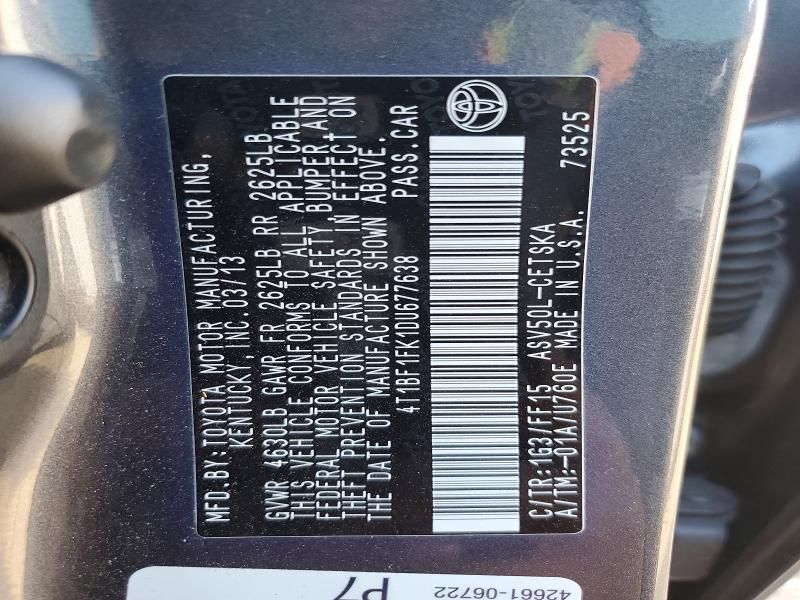 MFD.BY:TOYOTA MOTOR MANUFACTURING,
KENTUCKY, INC.03/13
GVWR 4630LB GAWR FR 2625LB RR 2625LB
THIS VEHICLE CONFORMS TO ALL APPLICABLE
FEDERAL MOTOR VEHICLE SAFETY,BUMPER,AND
THEFT PREVENTION STANDARDS IN EFFECT ON
THE DATE OF MANUFACTURE SHOWN ABOVE.
4T1BF1FK1DU677638 PASS.CAR
C/TR:1G3/FF15 ASV50L-CETSKA 73525
A/TM:-01A/U760E MADE IN U.S.A.
42661-06722
P7